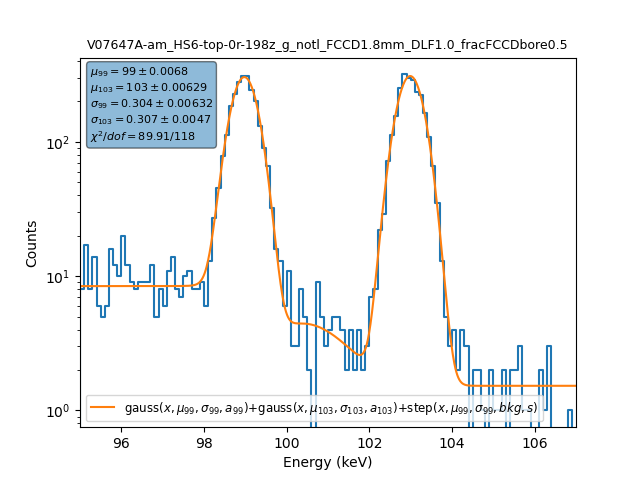 V07647A-am_HS6-top-0r-198z_g_notl_FCCD1.8mm_DLF1.0_fracFCCDbore0.5
μ₉₉ = 99 ± 0.0068
μ₁₀₃ = 103 ± 0.00629
σ₉₉ = 0.304 ± 0.00632
σ₁₀₃ = 0.307 ± 0.0047
χ²/dof = 89.91/118
10²
10¹
10⁰
Counts
gauss(x, μ₉₉, σ₉₉, a₉₉)+gauss(x, μ₁₀₃, σ₁₀₃, a₁₀₃)+step(x, μ₉₉, σ₉₉, bkg, s)
96 98 100 102 104 106
Energy (keV)